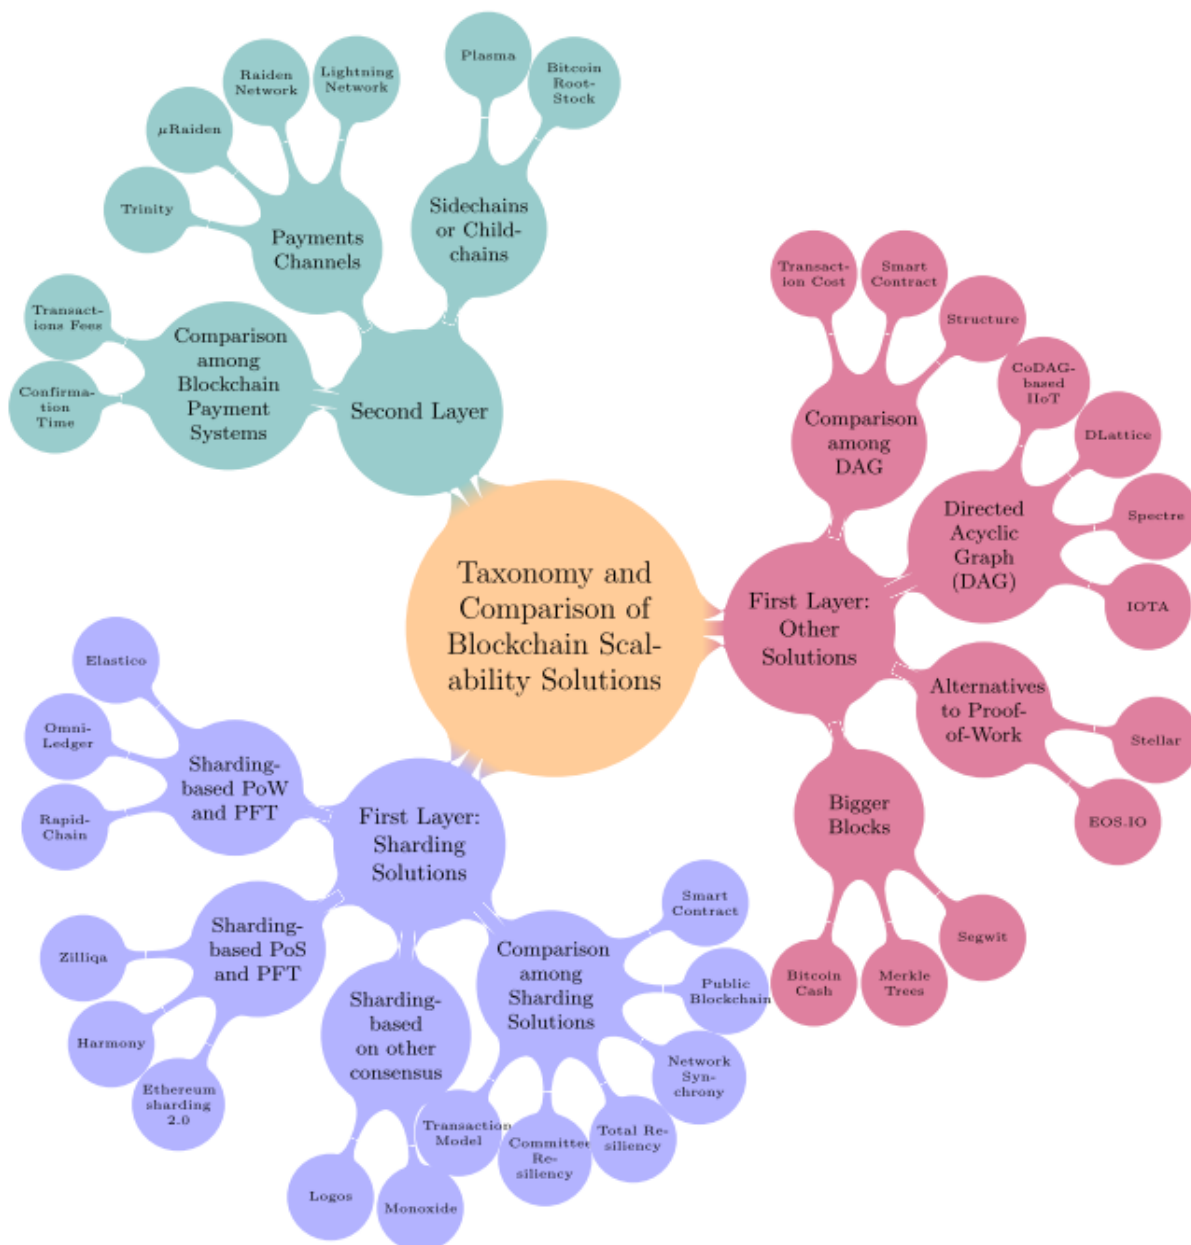 Taxonomy and
Comparison of
Blockchain Scal-
ability Solutions
Second Layer
Sidechains
or Child-
chains
Plasma
Bitcoin
Root-
Stock
Payments
Channels
Lightning
Network
Raiden
Network
μRaiden
Trinity
Comparison
among
Blockchain
Payment
Systems
Transact-
ions Fees
Confirma-
tion Time
First Layer:
Other
Solutions
Comparison
among
DAG
Transact-
ion Cost
Smart
Contract
Structure
Directed
Acyclic
Graph
(DAG)
CoDAG-
based
IIoT
DLattice
Spectre
IOTA
Alternatives
to Proof-
of-Work
Stellar
EOS.IO
Bigger
Blocks
Segwit
Merkle
Trees
Bitcoin
Cash
First Layer:
Sharding
Solutions
Sharding-
based PoW
and PFT
Elastico
Omni-
Ledger
Rapid-
Chain
Sharding-
based PoS
and PFT
Zilliqa
Harmony
Ethereum
sharding
2.0
Sharding-
based
on other
consensus
Logos
Monoxide
Comparison
among
Sharding
Solutions
Transaction
Model
Committee
Re-
siliency
Total Re-
siliency
Network
Syn-
chrony
Public
Blockchain
Smart
Contract